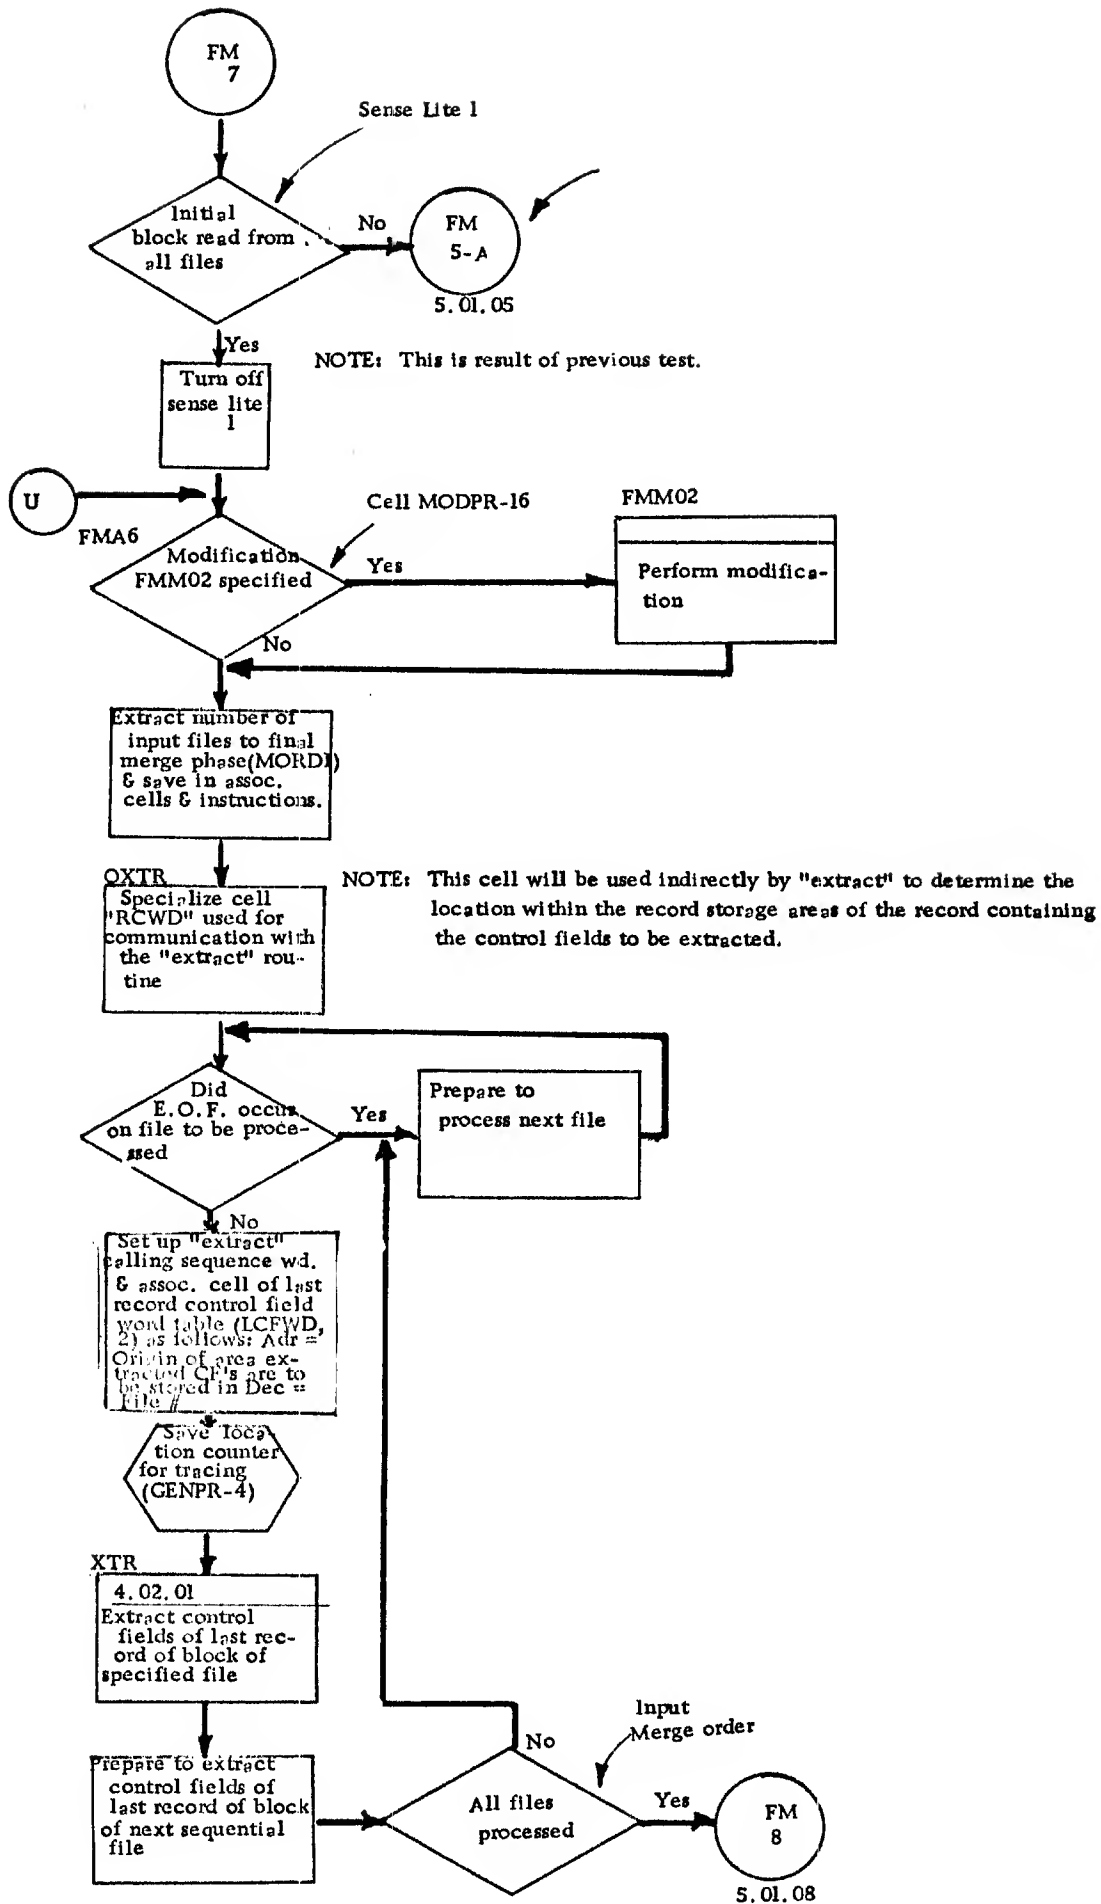 FM
7
Sense Lite 1
Initial
block read from
all files
No
FM
5-A
5.01.05
Yes
NOTE: This is result of previous test.
Turn off
sense lite
1
U
FMA6
Cell MODPR-16
Modification
FMM02 specified
Yes
FMM02
Perform modifica-
tion
No
Extract number of
input files to final
merge phase(MORDI)
& save in assoc.
cells & instructions.
OXTR
Specialize cell
"RCWD" used for
communication with
the "extract" rou-
tine
NOTE: This cell will be used indirectly by "extract" to determine the
location within the record storage areas of the record containing
the control fields to be extracted.
Did
E.O.F. occur
on file to be proce-
ssed
Yes
Prepare to
process next file
No
Set up "extract"
calling sequence wd.
& assoc. cell of last
record control field
word table (LCFWD,
2) as follows: Adr =
Origin of area ex-
tracted CF's are to
be stored in Dec =
File #
Save loca-
tion counter
for tracing
(GENPR-4)
XTR
4.02.01
Extract control
fields of last rec-
ord of block of
specified file
Prepare to extract
control fields of
last record of block
of next sequential
file
No
Input
Merge order
All files
processed
Yes
FM
8
5.01.08